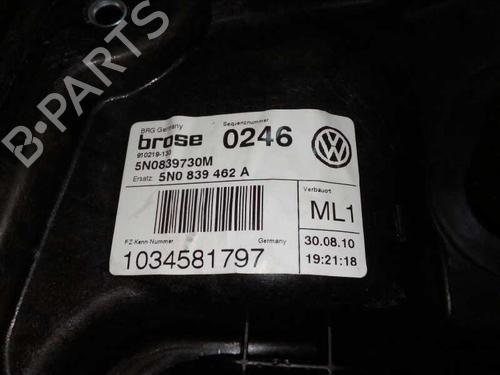 B-PARTS
BRG Germany
Sequenznummer
brose 0246
910219-130
5N0839730M
Ersatz: 5N0 839 462 A
Verbauort
ML1
FZ-Kenn-Nummer Germany
1034581797
30.08.10
19:21:18